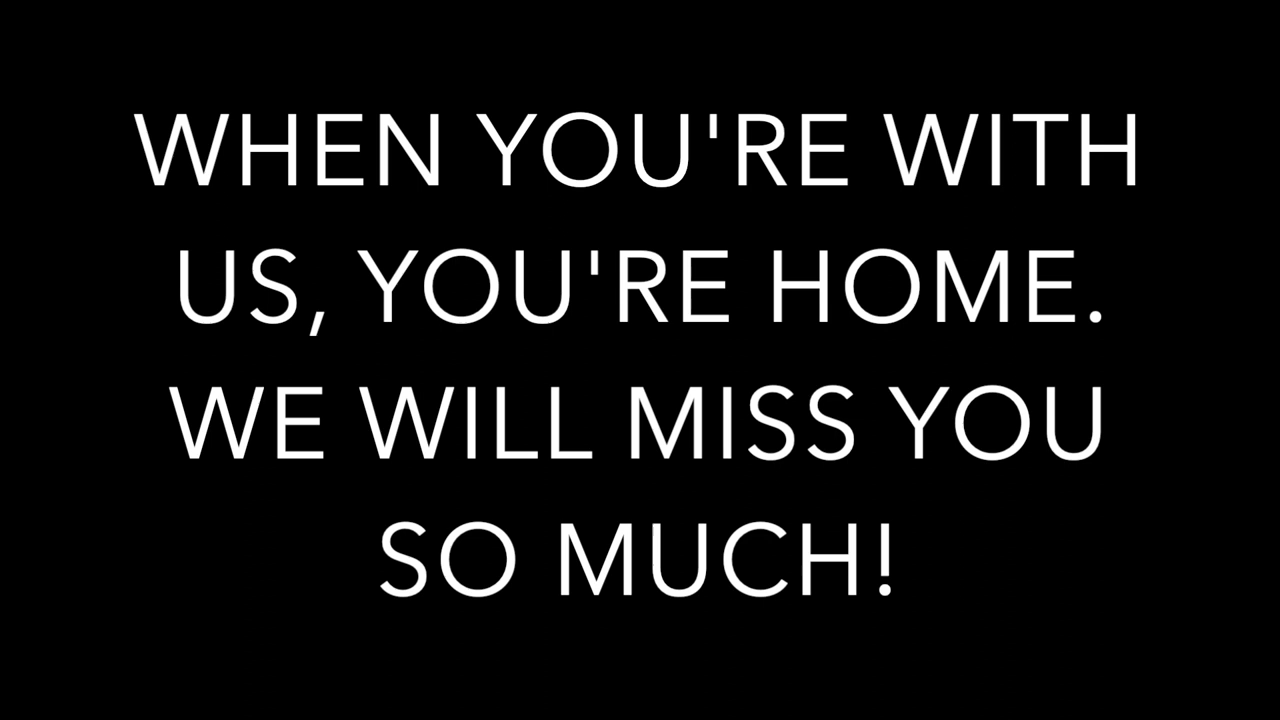 WHEN YOU'RE WITH
US, YOU'RE HOME.
WE WILL MISS YOU
SO MUCH!